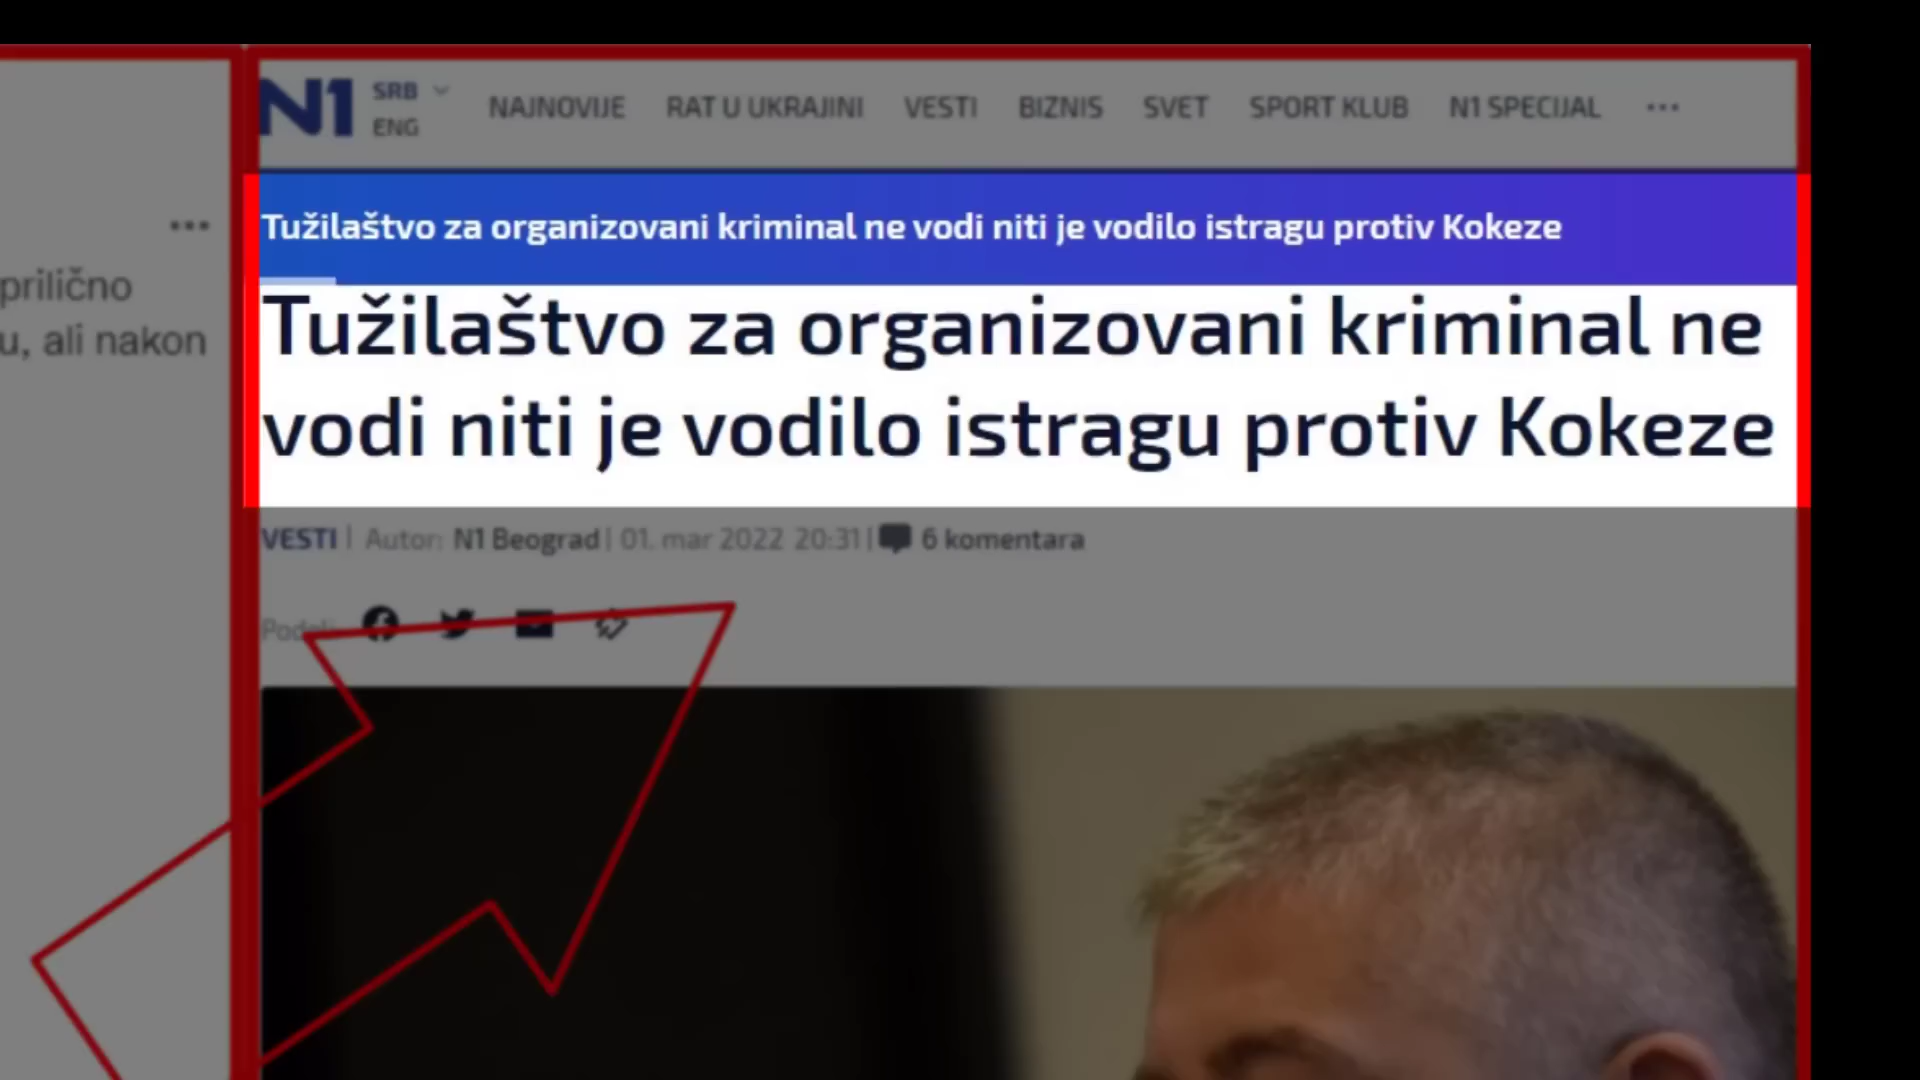 N1
SRB
ENG
NAJNOVIJE RAT U UKRAJINI VESTI BIZNIS SVET SPORT KLUB N1 SPECIJAL ...
Tužilaštvo za organizovani kriminal ne vodi niti je vodilo istragu protiv Kokeze
...
prilično
u, ali nakon
Tužilaštvo za organizovani kriminal ne
vodi niti je vodilo istragu protiv Kokeze
VESTI | Autor: N1 Beograd | 01. mar 2022 20:31 | 6 komentara